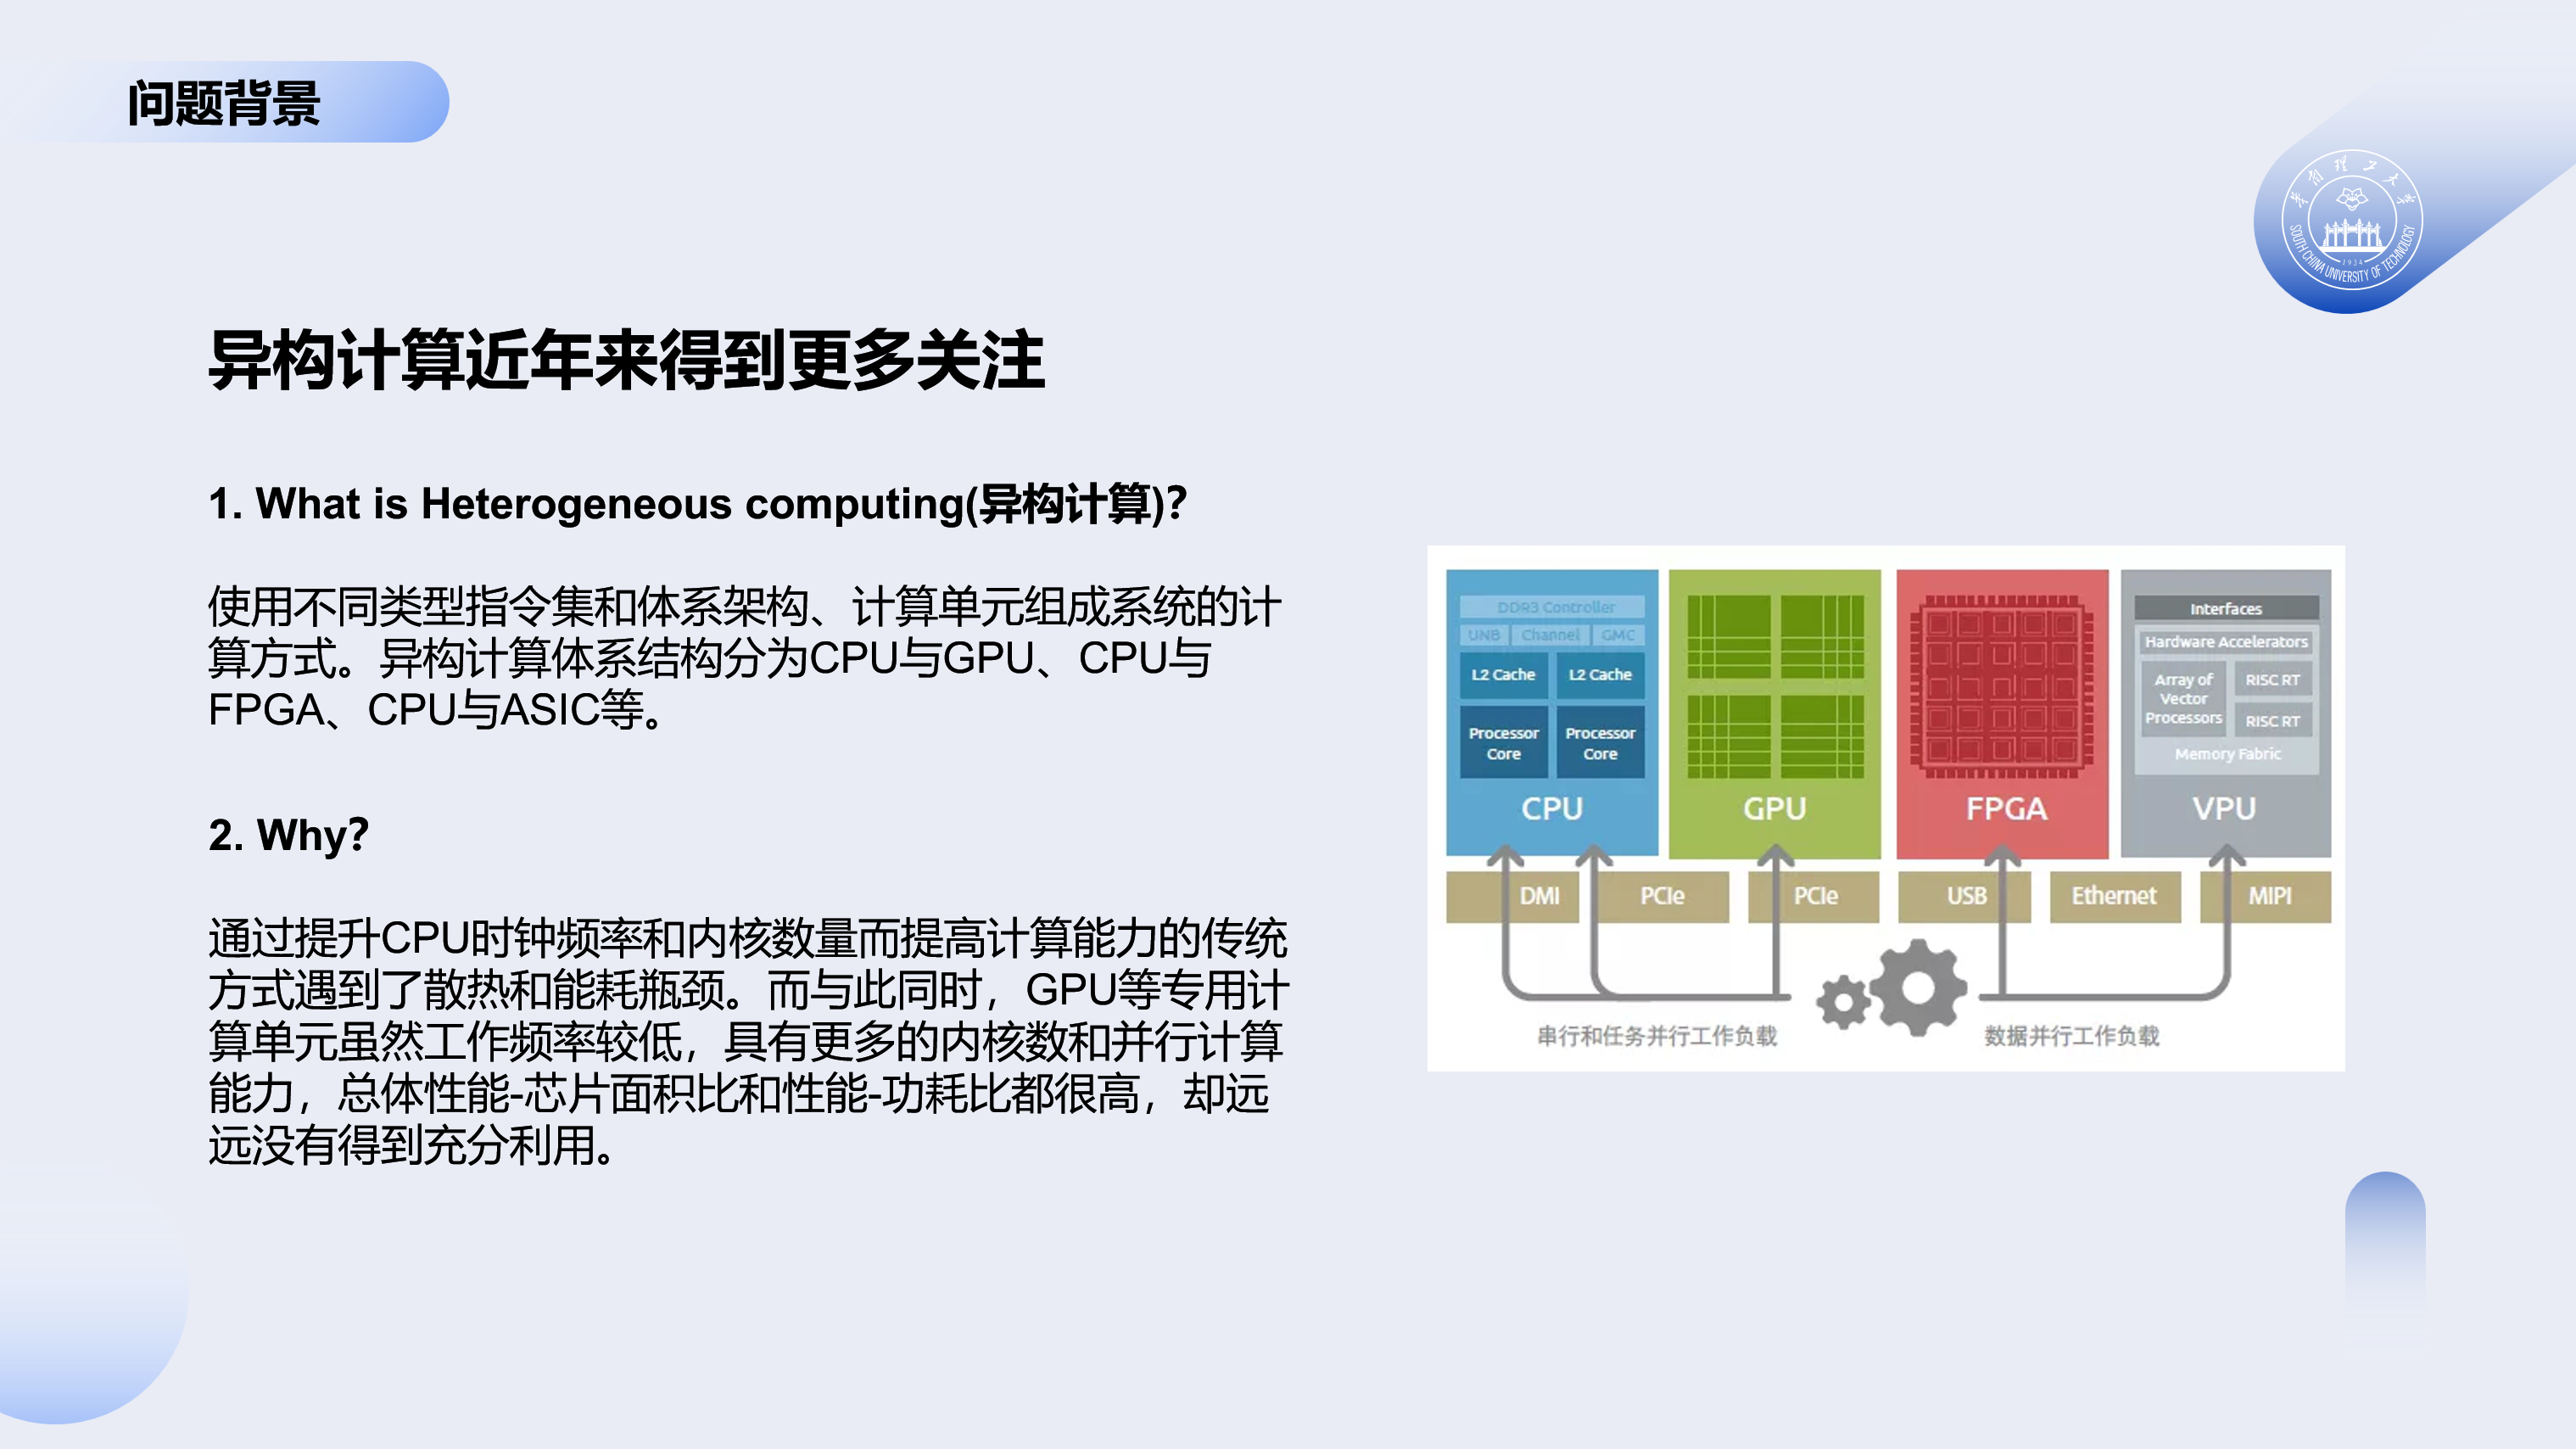 问题背景
华南理工大学
SOUTH CHINA UNIVERSITY OF TECHNOLOGY
1934
异构计算近年来得到更多关注
1. What is Heterogeneous computing(异构计算)?
使用不同类型指令集和体系架构、计算单元组成系统的计
算方式。异构计算体系结构分为CPU与GPU、CPU与
FPGA、CPU与ASIC等。
2. Why?
通过提升CPU时钟频率和内核数量而提高计算能力的传统
方式遇到了散热和能耗瓶颈。而与此同时，GPU等专用计
算单元虽然工作频率较低，具有更多的内核数和并行计算
能力，总体性能-芯片面积比和性能-功耗比都很高，却远
远没有得到充分利用。
DDR3 Controller
UNB Channel GMC
L2 Cache L2 Cache
Processor Core Processor Core
CPU
GPU
FPGA
Interfaces
Hardware Accelerators
Array of Vector Processors
RISC RT
RISC RT
Memory Fabric
VPU
DMI PCIe PCIe USB Ethernet MIPI
串行和任务并行工作负载
数据并行工作负载